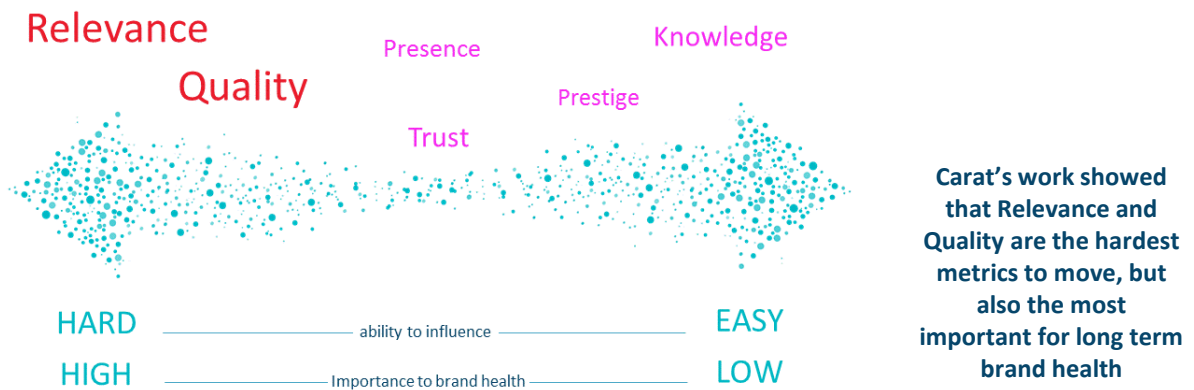 Relevance
Knowledge
Presence
Quality
Prestige
Trust
Carat's work showed
that Relevance and
Quality are the hardest
metrics to move, but
also the most
important for long term
brand health
HARD ability to influence EASY
HIGH Importance to brand health LOW